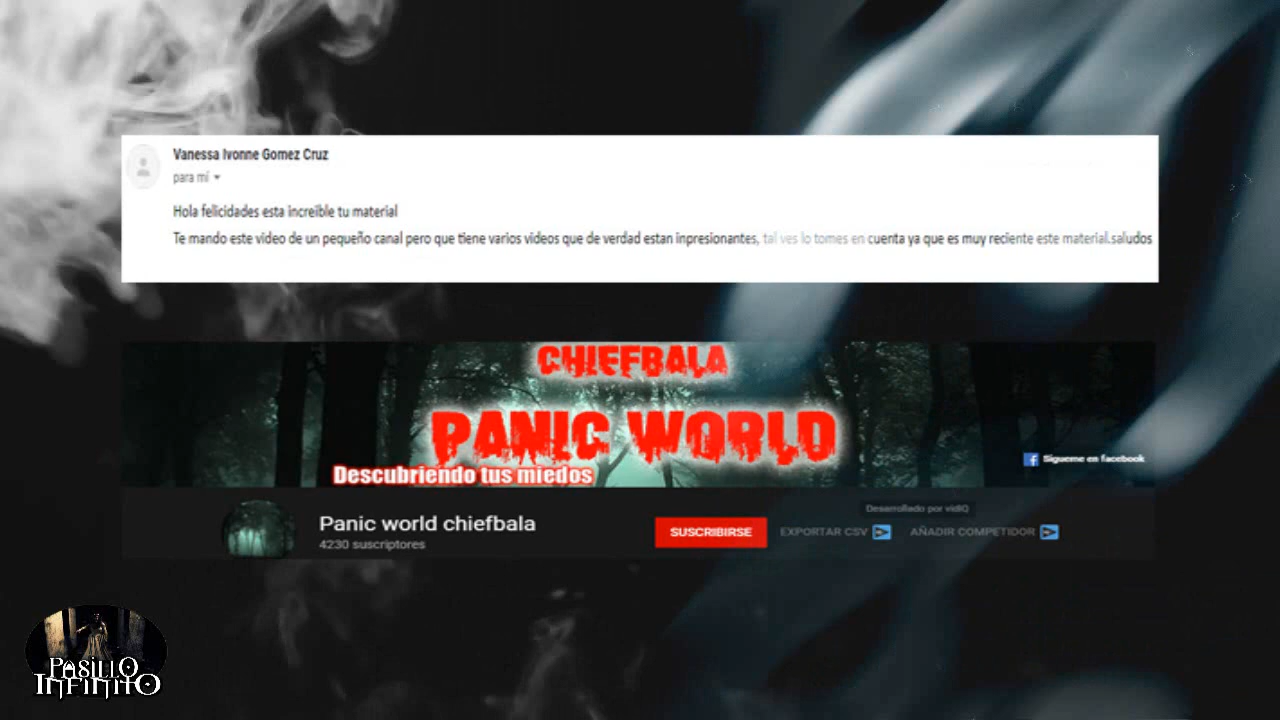 Vanessa Ivonne Gomez Cruz
para mí
Hola felicidades esta increible tu material
Te mando este video de un pequeño canal pero que tiene varios videos que de verdad estan inpresionantes, tal ves lo tomes en cuenta ya que es muy reciente este material.saludos
CHIEFBALA
PANIC WORLD
Descubriendo tus miedos
Sigueme en facebook
Desarrollado por vidIQ
Panic world chiefbala
4230 suscriptores
SUSCRIBIRSE
EXPORTAR CSV
AÑADIR COMPETIDOR
PASILLO
INFINITO